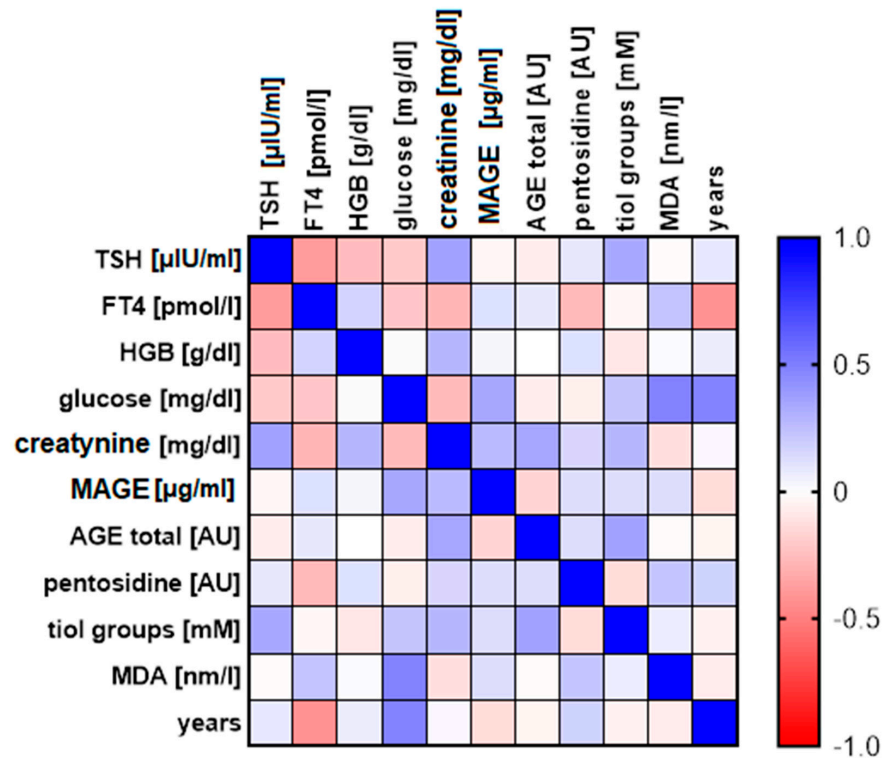 TSH [µIU/ml]
FT4 [pmol/l]
HGB [g/dl]
glucose [mg/dl]
creatinine [mg/dl]
MAGE [µg/ml]
AGE total [AU]
pentosidine [AU]
tiol groups [mM]
MDA [nm/l]
years
TSH [µIU/ml]
FT4 [pmol/l]
HGB [g/dl]
glucose [mg/dl]
creatynine [mg/dl]
MAGE [µg/ml]
AGE total [AU]
pentosidine [AU]
tiol groups [mM]
MDA [nm/l]
years
1.0
0.5
0
-0.5
-1.0